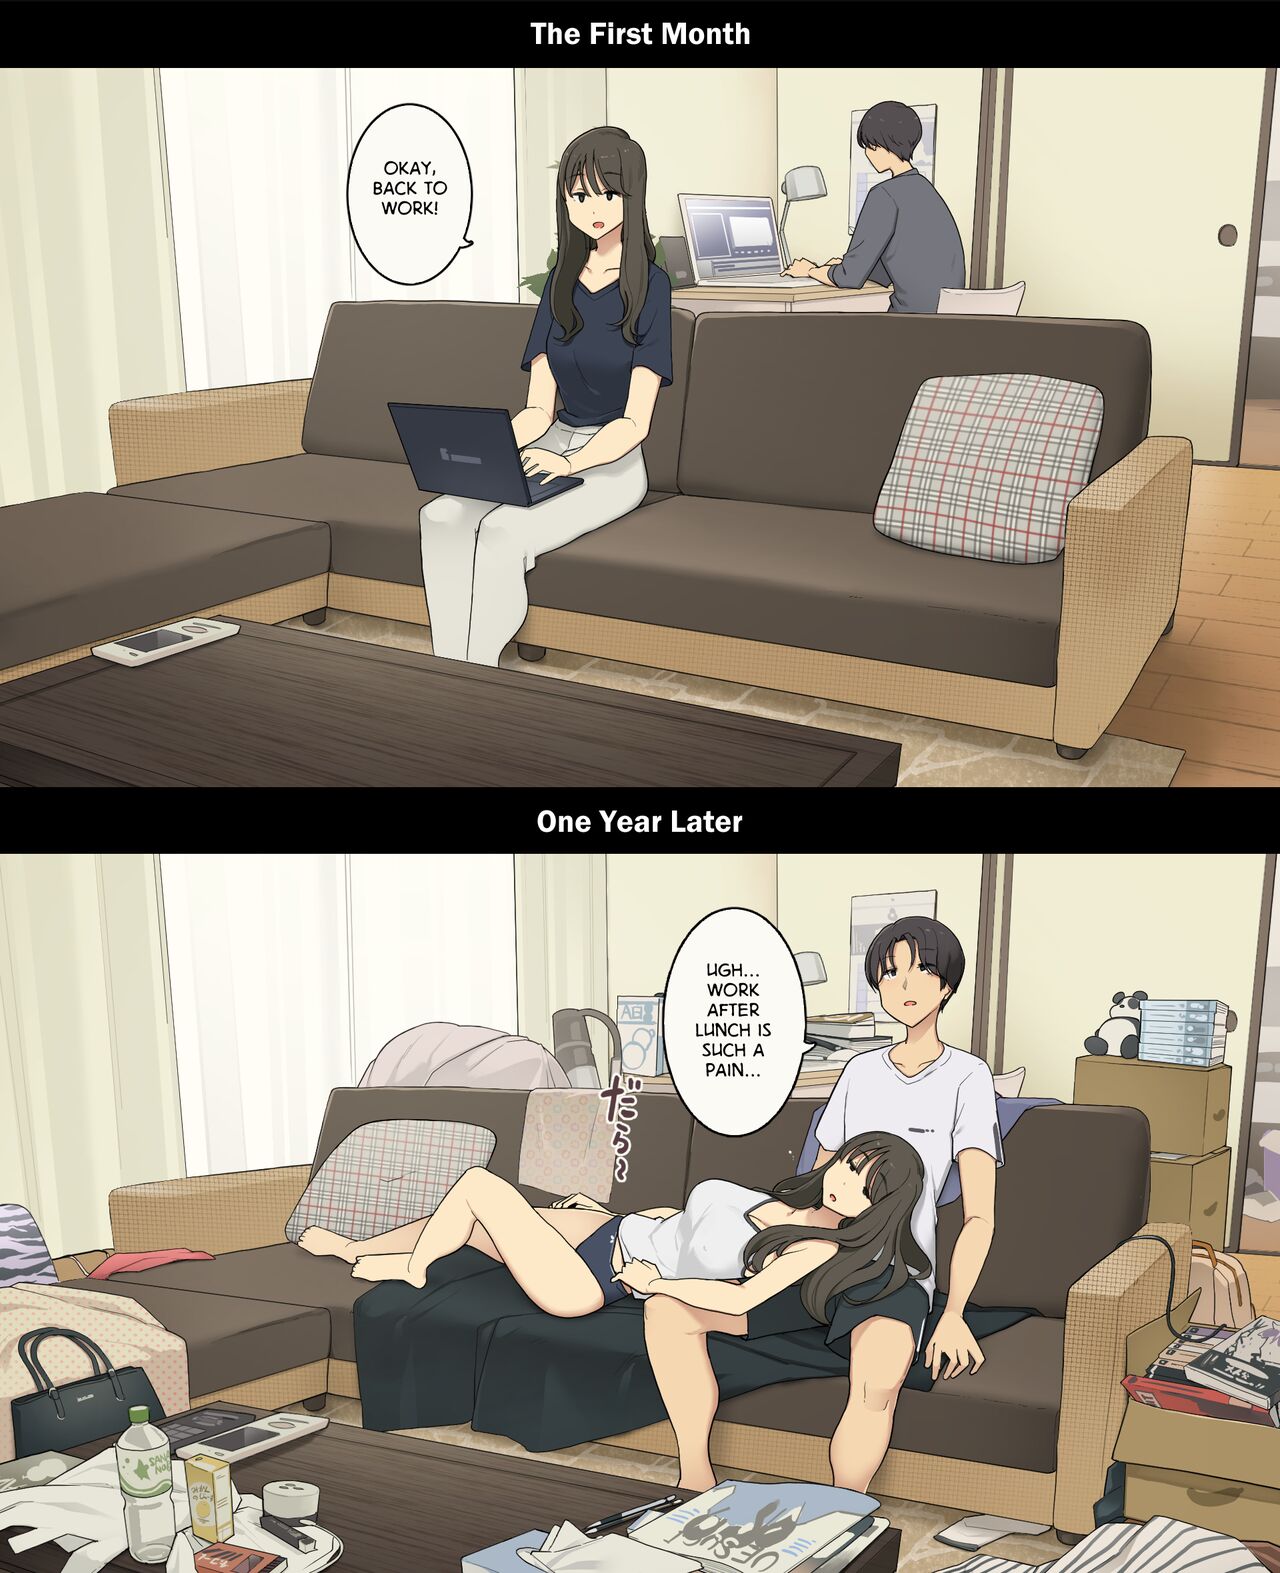 The First Month
OKAY,
BACK TO
WORK!
One Year Later
UGH...
WORK
AFTER
LUNCH IS
SUCH A
PAIN...
だら〜